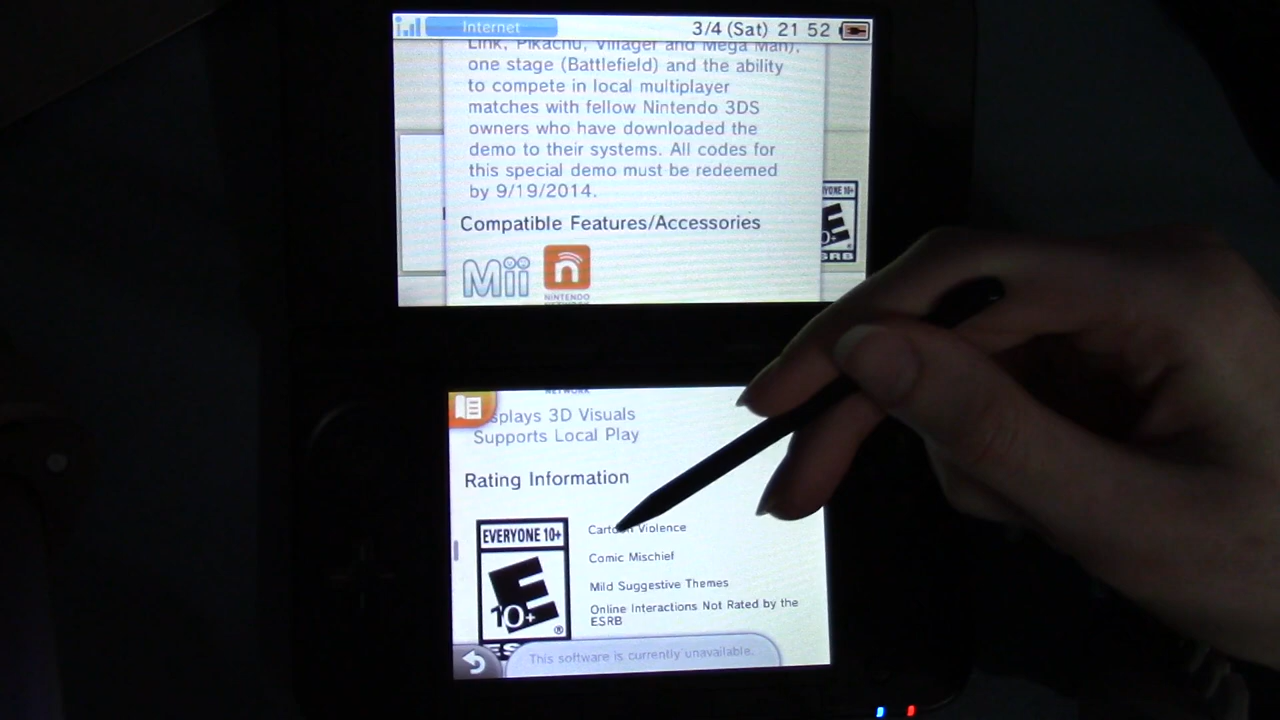 Internet
3/4 (Sat) 21 52
Link, Pikachu, Villager and Mega Man),
one stage (Battlefield) and the ability
to compete in local multiplayer
matches with fellow Nintendo 3DS
owners who have downloaded the
demo to their systems. All codes for
this special demo must be redeemed
by 9/19/2014.
Compatible Features/Accessories
Mii
n
NINTENDO
NETWORK
splays 3D Visuals
Supports Local Play
Rating Information
EVERYONE 10+
E
10+
®
Cartoon Violence
Comic Mischief
Mild Suggestive Themes
Online Interactions Not Rated by the
ESRB
This software is currently unavailable.